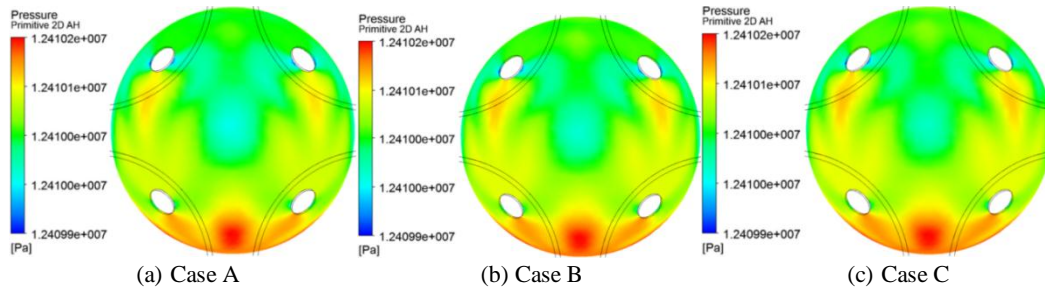 Pressure
Primitive 2D AH
1.24102e+007
1.24101e+007
1.24100e+007
1.24100e+007
1.24099e+007
[Pa]
(a) Case A
Pressure
Primitive 2D AH
1.24102e+007
1.24101e+007
1.24100e+007
1.24100e+007
1.24099e+007
[Pa]
(b) Case B
Pressure
Primitive 2D AH
1.24102e+007
1.24101e+007
1.24100e+007
1.24100e+007
1.24099e+007
[Pa]
(c) Case C